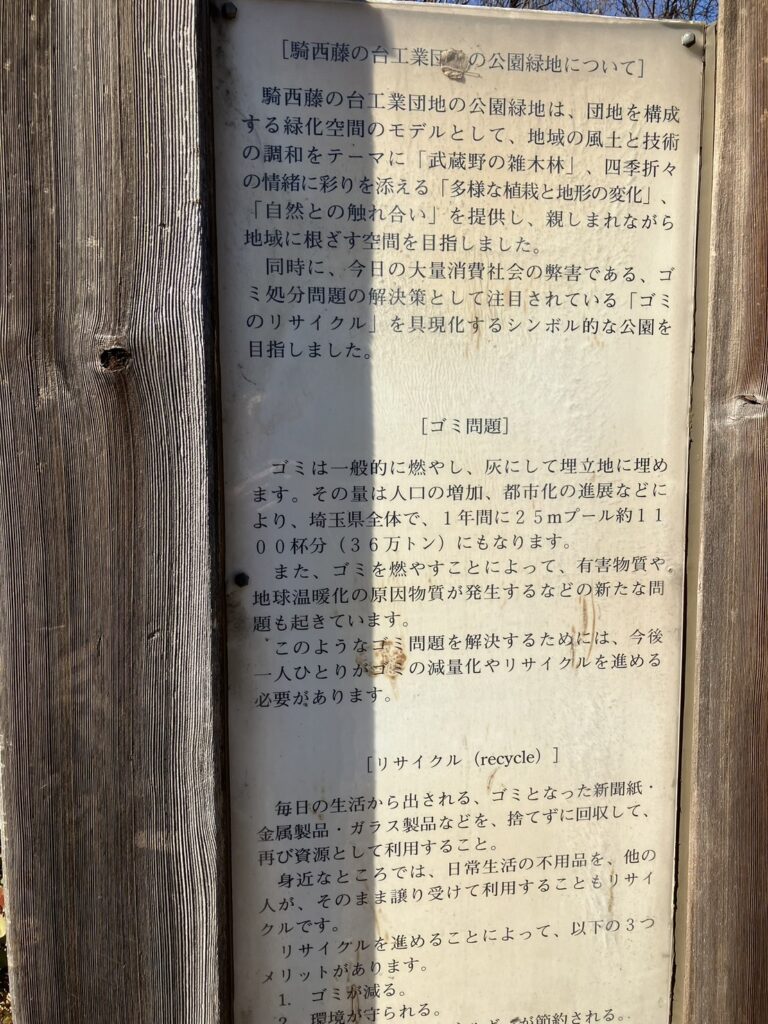 [騎西藤の台工業団 の公園緑地について]
騎西藤の台工業団地の公園緑地は、団地を構成
する緑化空間のモデルとして、地域の風土と技術
の調和をテーマに「武蔵野の雑木林」、四季折々
の情緒に彩りを添える「多様な植栽と地形の変化」、
「自然との触れ合い」を提供し、親しまれながら
地域に根ざす空間を目指しました。
同時に、今日の大量消費社会の弊害である、ゴ
ミ処分問題の解決策として注目されている「ゴミ
のリサイクル」を具現化するシンボル的な公園を
目指しました。
[ゴミ問題]
ゴミは一般的に燃やし、灰にして埋立地に埋め
ます。その量は人口の増加、都市化の進展などに
より、埼玉県全体で、1年間に25mプール約11
00杯分(36万トン)にもなります。
また、ゴミを燃やすことによって、有害物質や
地球温暖化の原因物質が発生するなどの新たな問
題も起きています。
このようなゴミ問題を解決するためには、今後
一人ひとりがゴミの減量化やリサイクルを進める
必要があります。
[リサイクル(recycle)]
毎日の生活から出される、ゴミとなった新聞紙・
金属製品・ガラス製品などを、捨てずに回収して、
再び資源として利用すること。
身近なところでは、日常生活の不用品を、他の
人が、そのまま譲り受けて利用することもリサイ
クルです。
リサイクルを進めることによって、以下の3つ
メリットがあります。
1. ゴミが減る。
2. 環境が守られる。
が節約される。